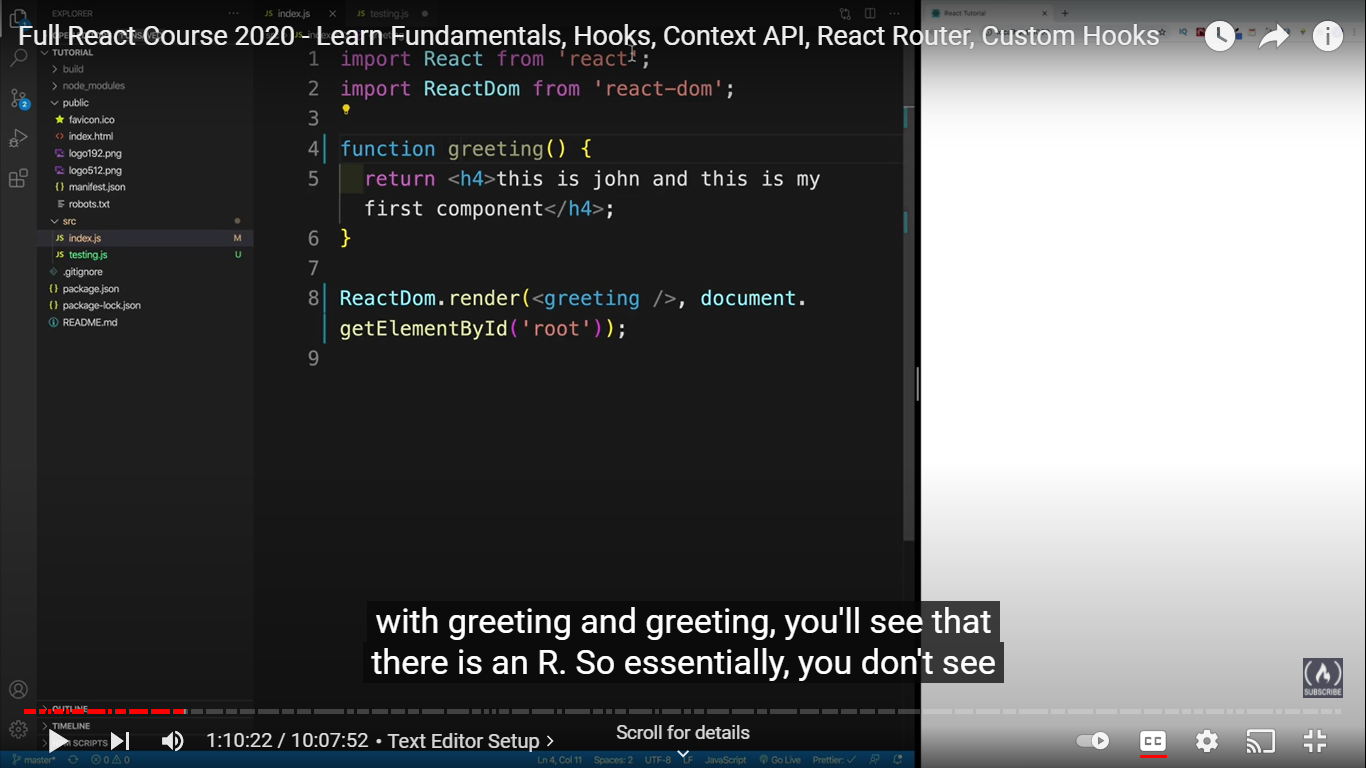 EXPLORER
index.js
testing.js
React Tutorial
Full React Course 2020 - Learn Fundamentals, Hooks, Context API, React Router, Custom Hooks
TUTORIAL
build
node_modules
public
favicon.ico
index.html
logo192.png
logo512.png
manifest.json
robots.txt
src
index.js M
testing.js U
.gitignore
package.json
package-lock.json
README.md
2
1 import React from 'react';
2 import ReactDom from 'react-dom';
3
4 function greeting() {
5 return <h4>this is john and this is my
first component</h4>;
6 }
7
8 ReactDom.render(<greeting />, document.
getElementById('root'));
9
with greeting and greeting, you'll see that
there is an R. So essentially, you don't see
SUBSCRIBE
OUTLINE
TIMELINE
SCRIPTS
1:10:22 / 10:07:52 • Text Editor Setup
Scroll for details
CC
master* 0 0 Ln 4, Col 11 Spaces: 2 UTF-8 LF JavaScript Go Live Prettier: